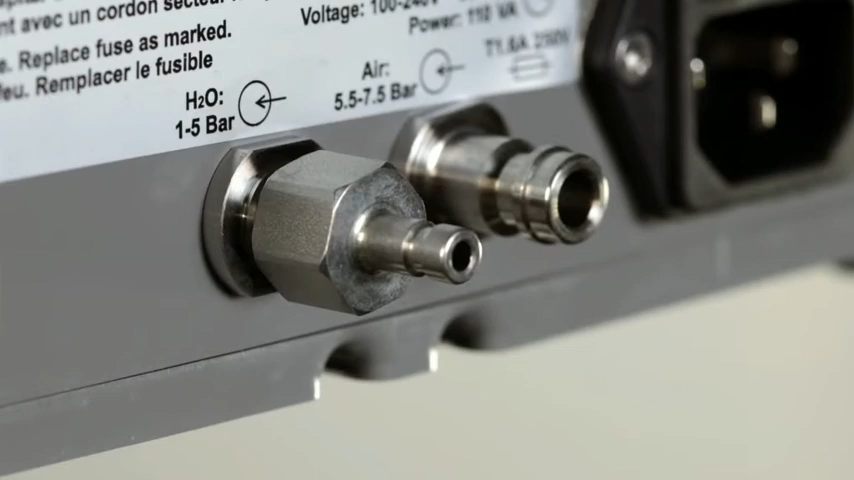 nt avec un cordon secteur
e. Replace fuse as marked.
feu. Remplacer le fusible
Voltage: 100-240V
Power: 110 VA
T1.6A 250V
H2O:
1-5 Bar
Air:
5.5-7.5 Bar